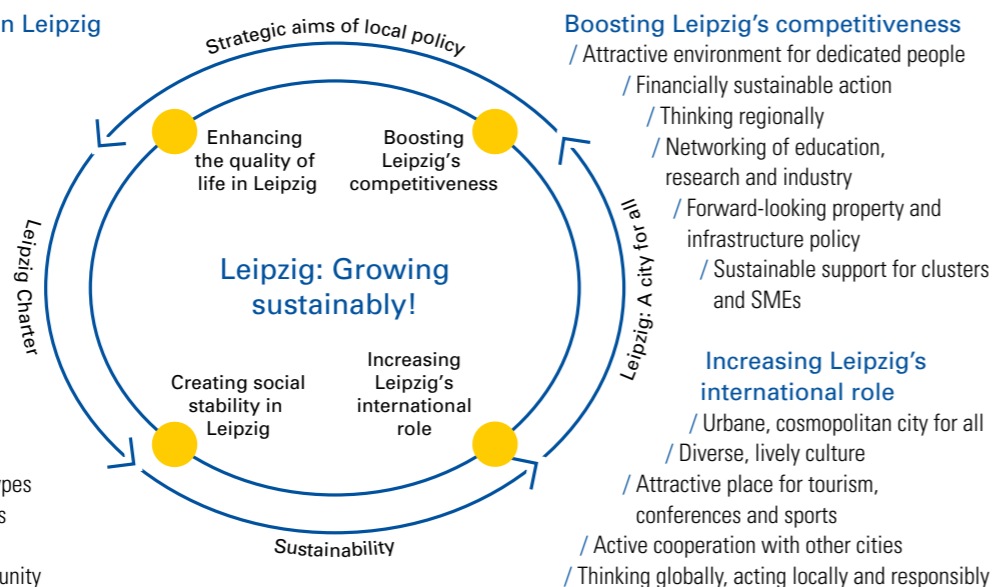 n Leipzig
ypes
s
unity
Strategic aims of local policy
Enhancing
the quality of
life in Leipzig
Boosting
Leipzig's
competitiveness
Leipzig Charter
Leipzig: Growing
sustainably!
Leipzig: A city for all
Creating social
stability in
Leipzig
Increasing
Leipzig's
international
role
Sustainability
Boosting Leipzig's competitiveness
/ Attractive environment for dedicated people
/ Financially sustainable action
/ Thinking regionally
/ Networking of education,
research and industry
/ Forward-looking property and
infrastructure policy
/ Sustainable support for clusters
and SMEs
Increasing Leipzig's
international role
/ Urbane, cosmopolitan city for all
/ Diverse, lively culture
/ Attractive place for tourism,
conferences and sports
/ Active cooperation with other cities
/ Thinking globally, acting locally and responsibly